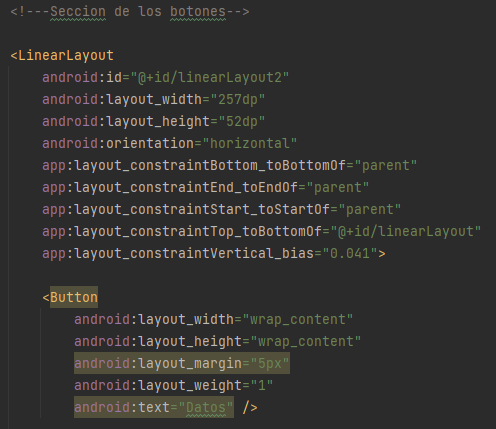 <!---Seccion de los botones-->
<LinearLayout
android:id="@+id/linearLayout2"
android:layout_width="257dp"
android:layout_height="52dp"
android:orientation="horizontal"
app:layout_constraintBottom_toBottomOf="parent"
app:layout_constraintEnd_toEndOf="parent"
app:layout_constraintStart_toStartOf="parent"
app:layout_constraintTop_toBottomOf="@+id/linearLayout"
app:layout_constraintVertical_bias="0.041">
<Button
android:layout_width="wrap_content"
android:layout_height="wrap_content"
android:layout_margin="5px"
android:layout_weight="1"
android:text="Datos" />